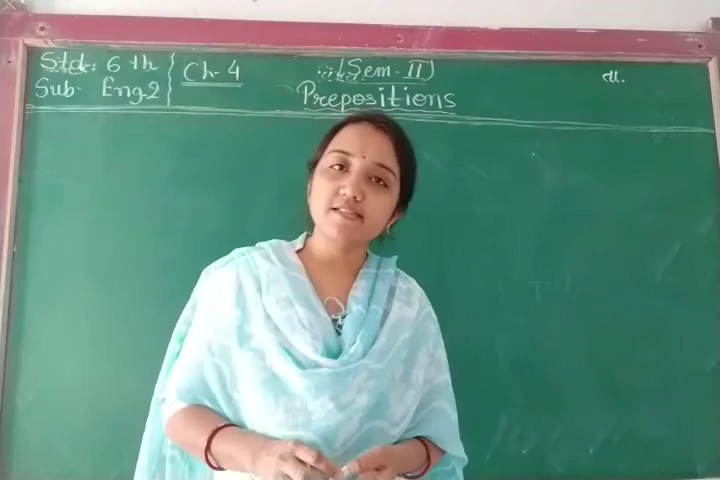 Std: 6 th
Sub- Eng.2
Ch-4
(Sem-II)
Prepositions
ता.